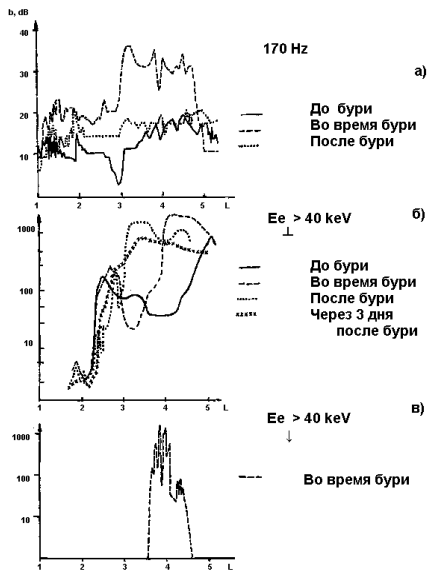 b, dB
40
30
20
10
1 2 3 4 5 L
170 Hz
а)
До бури
Во время бури
После бури
1000
100
10
1 2 3 4 5 L
Ee > 40 keV
⊥
б)
До бури
Во время бури
После бури
Через 3 дня
после бури
1000
100
10
1 2 3 4 5 L
Ee > 40 keV
↓
в)
Во время бури